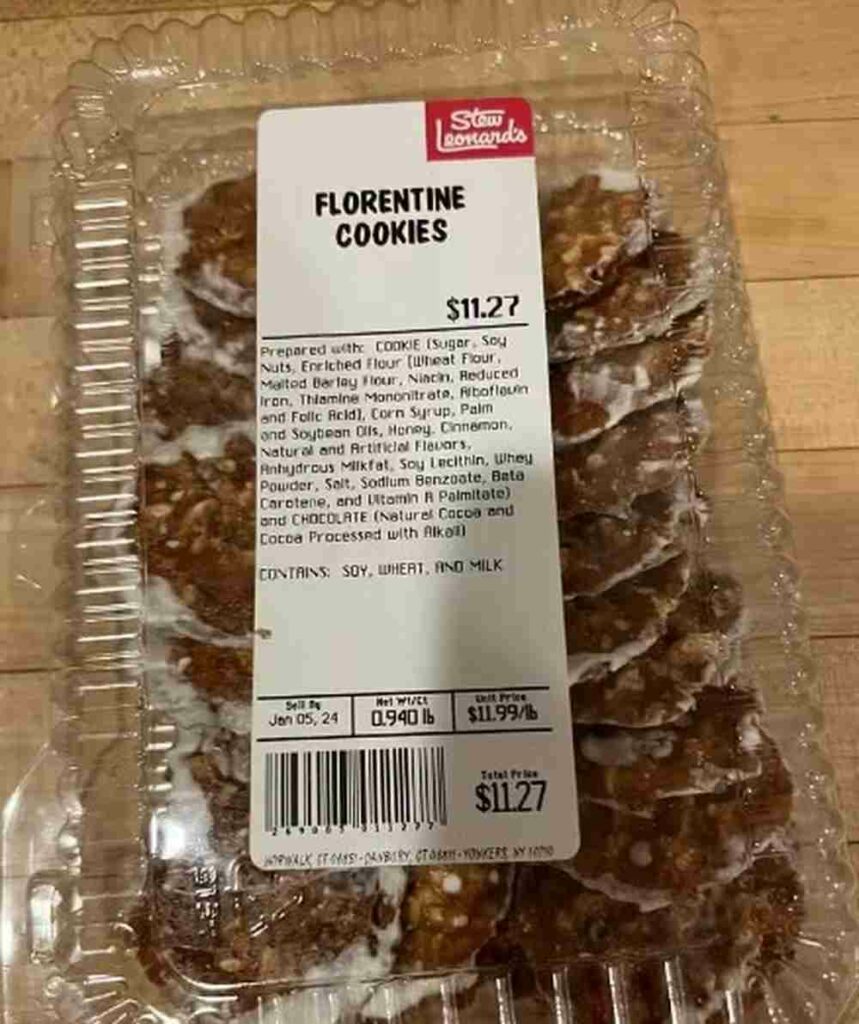 Stew
Leonard's
FLORENTINE
COOKIES
$11.27
Prepared with: COOKIE (Sugar, Soy
Nuts, Enriched Flour [Wheat Flour,
Malted Barley Flour, Niacin, Reduced
Iron, Thiamine Mononitrate, Riboflavin
and Folic Acid], Corn Syrup, Palm
and Soybean Oils, Honey, Cinnamon,
Natural and Artificial Flavors,
Anhydrous Milkfat, Soy Lecithin, Whey
Powder, Salt, Sodium Benzoate, Beta
Carotene, and Vitamin A Palmitate)
and CHOCOLATE (Natural Cocoa and
Cocoa Processed with Alkali)
CONTAINS: SOY, WHEAT, AND MILK
Sell By Net Wt/Ct Unit Price
Jan 05, 24 0.940 lb $11.99/lb
Total Price
$11.27
NORWALK, CT DANBURY, CT YONKERS, NY